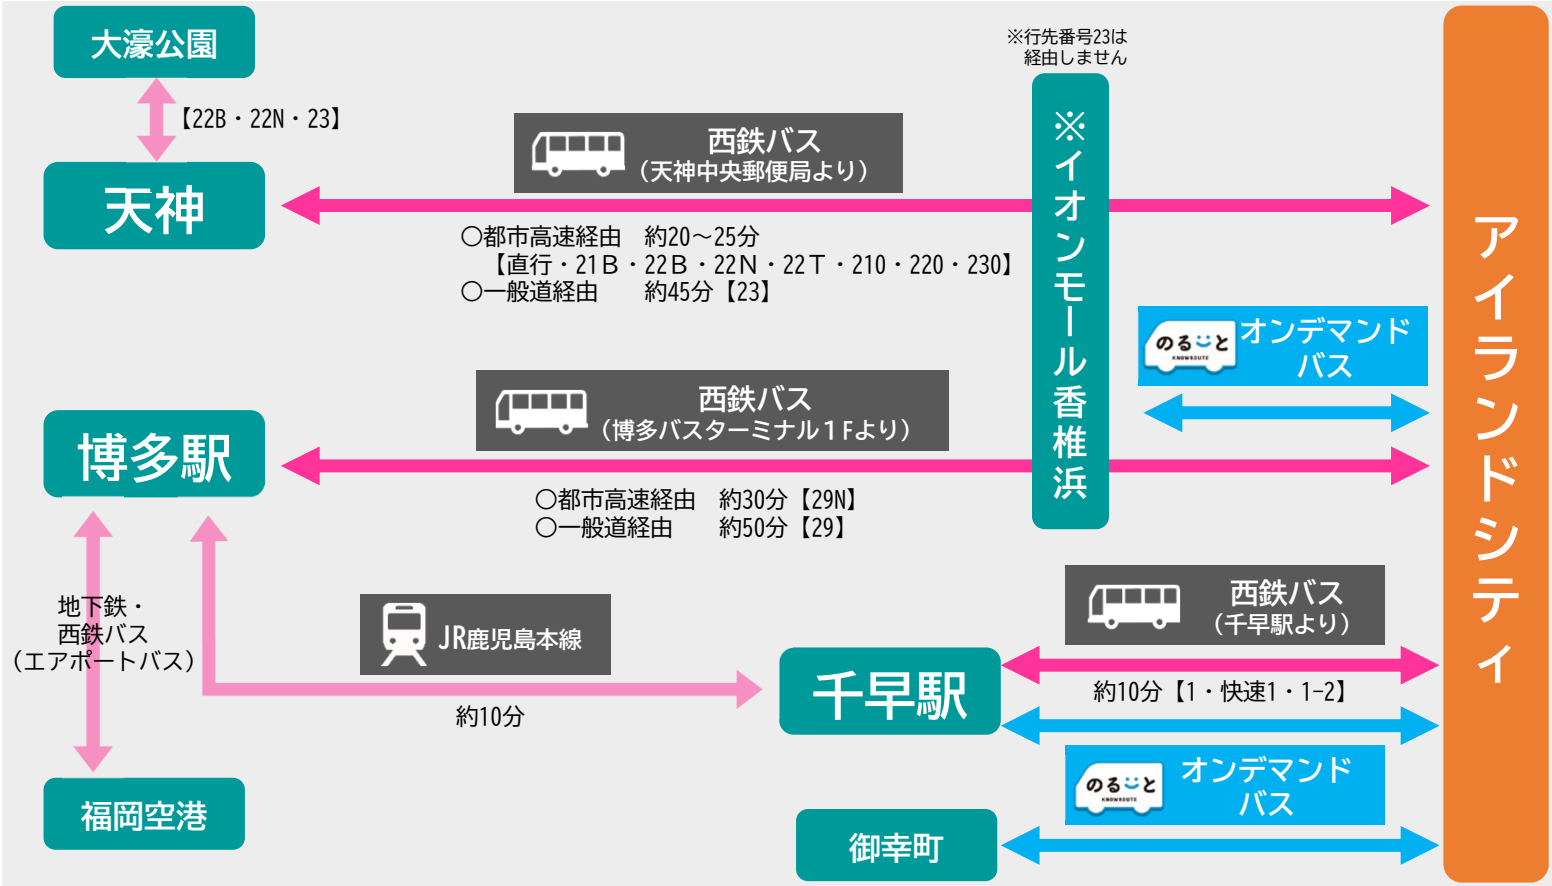 大濠公園
【22B・22N・23】
天神
西鉄バス
（天神中央郵便局より）
○都市高速経由　約20～25分
【直行・21Ｂ・22Ｂ・22Ｎ・22Ｔ・210・220・230】
○一般道経由　　約45分【23】
※行先番号23は
経由しません
※イオンモール香椎浜
アイランドシティ
のるーと
KNOWROUTE
オンデマンド
バス
博多駅
西鉄バス
（博多バスターミナル１Fより）
○都市高速経由　約30分【29N】
○一般道経由　　約50分【29】
地下鉄・
西鉄バス
（エアポートバス）
JR鹿児島本線
約10分
千早駅
西鉄バス
（千早駅より）
約10分【1・快速1・1-2】
のるーと
KNOWROUTE
オンデマンド
バス
福岡空港
御幸町